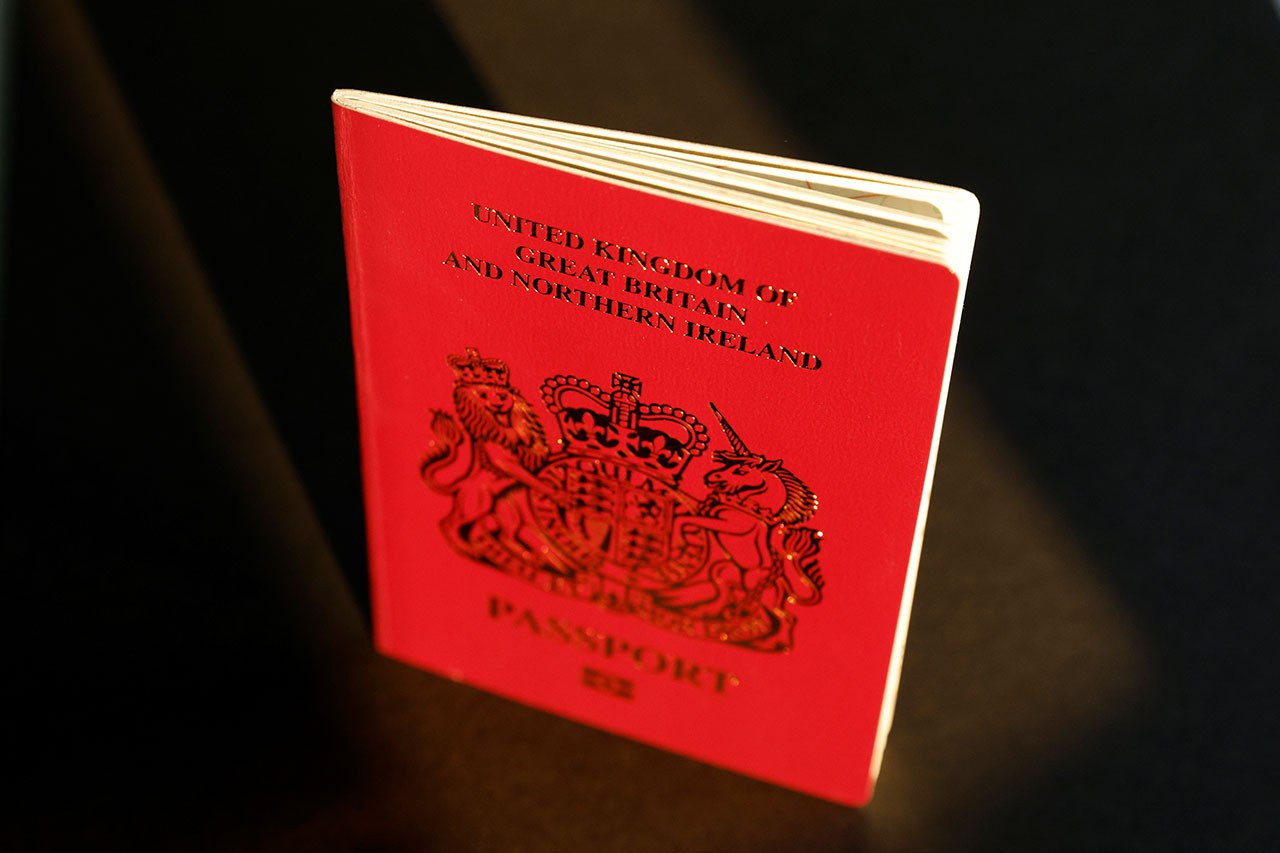 UNITED KINGDOM OF
GREAT BRITAIN
AND NORTHERN IRELAND
PASSPORT